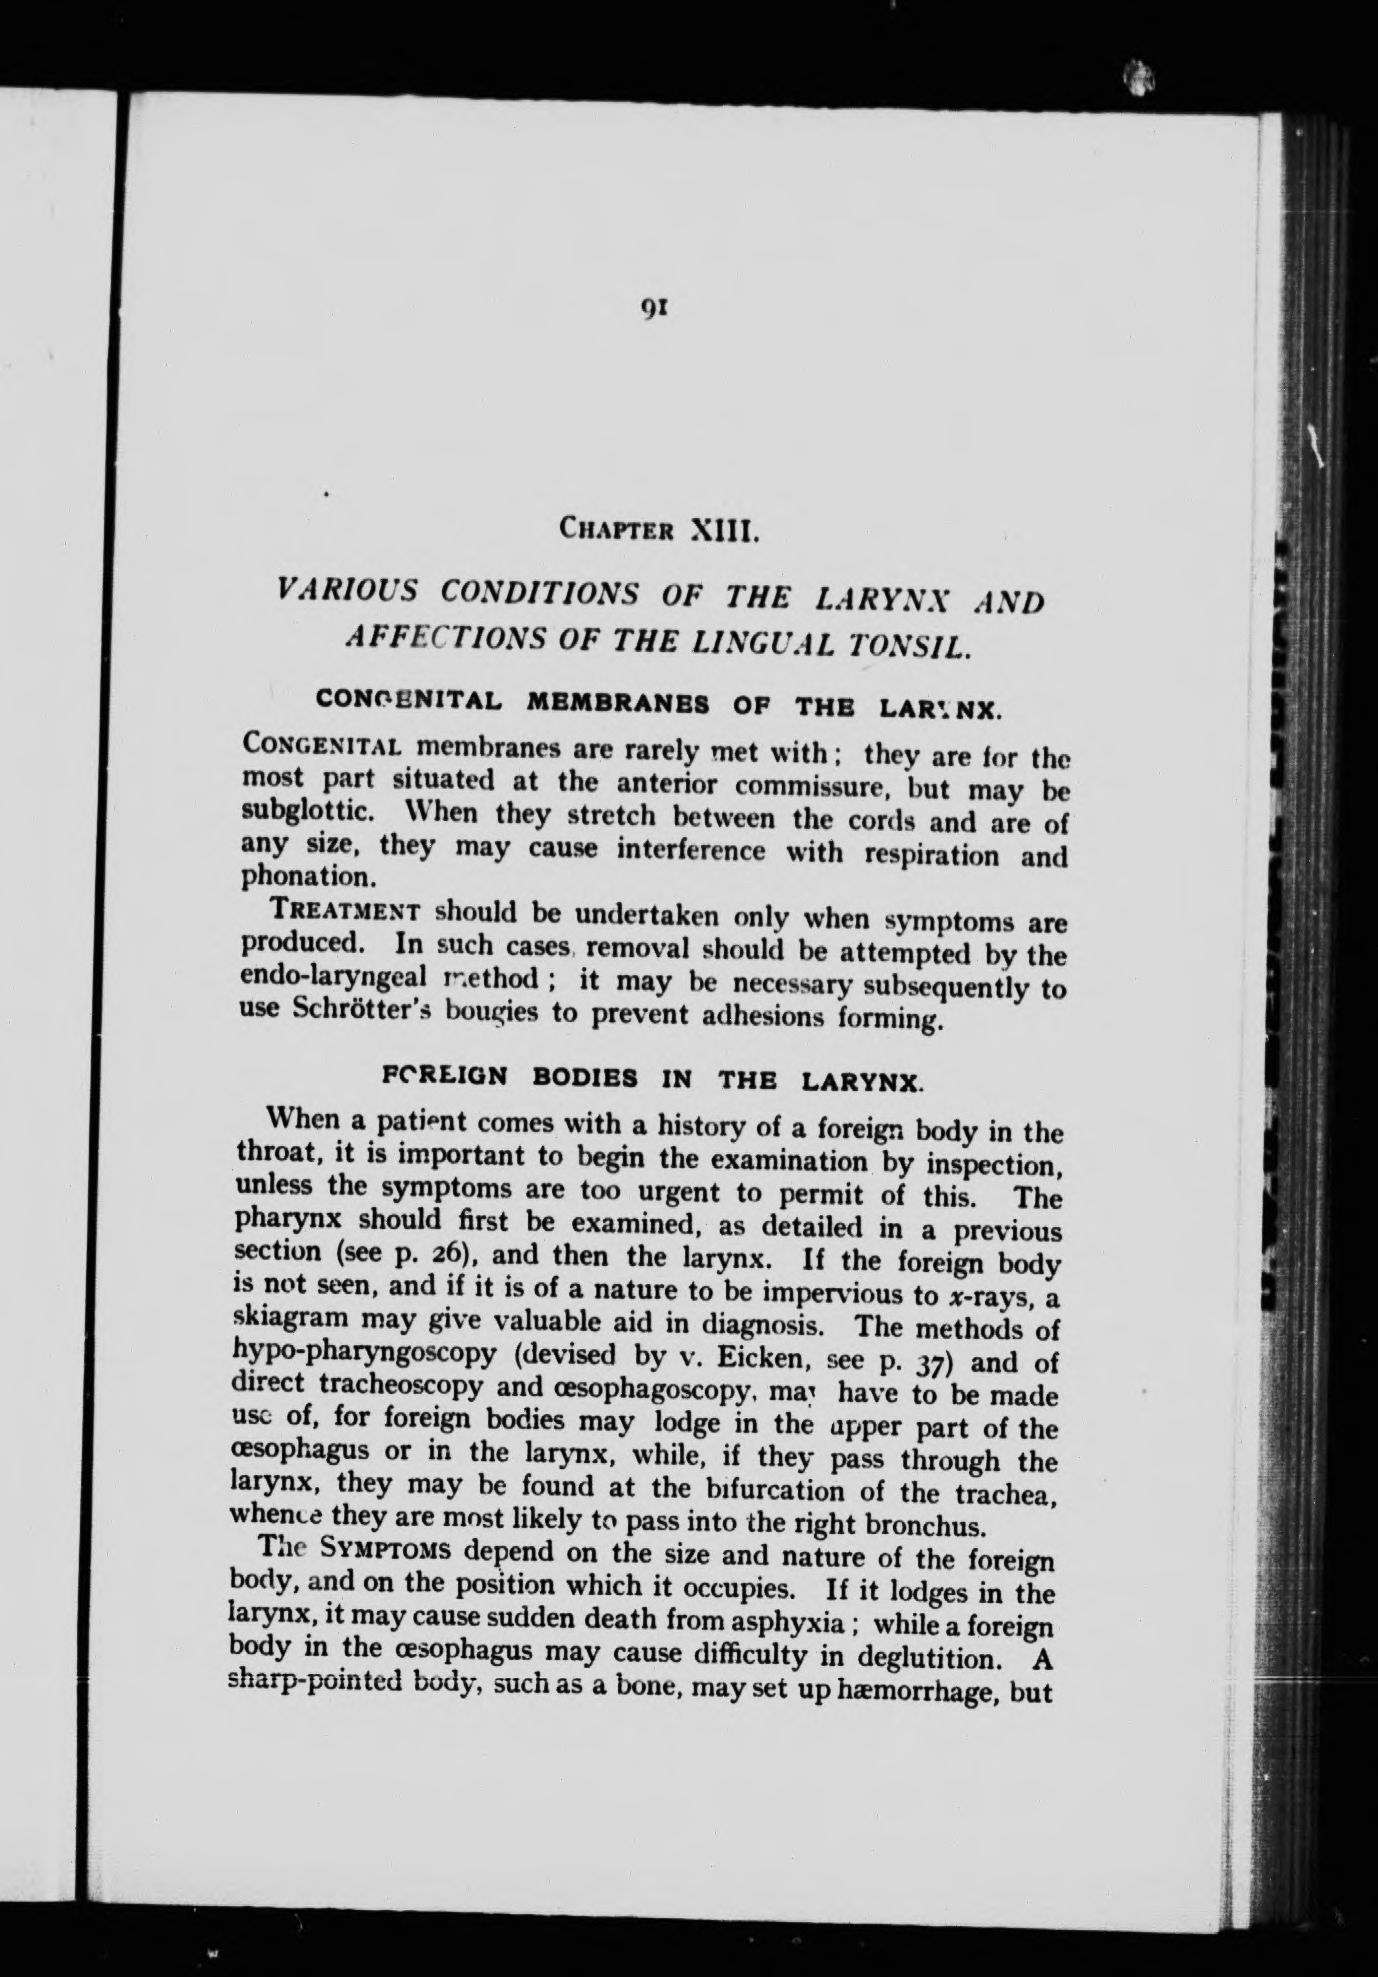 91
CHAPTER XIII.
VARIOUS CONDITIONS OF THE LARYNX AND
AFFECTIONS OF THE LINGUAL TONSIL.
CONGENITAL MEMBRANES OF THE LARYNX.
CONGENITAL membranes are rarely met with; they are for the
most part situated at the anterior commissure, but may be
subglottic. When they stretch between the cords and are of
any size, they may cause interference with respiration and
phonation.
TREATMENT should be undertaken only when symptoms are
produced. In such cases, removal should be attempted by the
endo-laryngeal method; it may be necessary subsequently to
use Schrötter's bougies to prevent adhesions forming.
FOREIGN BODIES IN THE LARYNX.
When a patient comes with a history of a foreign body in the
throat, it is important to begin the examination by inspection,
unless the symptoms are too urgent to permit of this. The
pharynx should first be examined, as detailed in a previous
section (see p. 26), and then the larynx. If the foreign body
is not seen, and if it is of a nature to be impervious to x-rays, a
skiagram may give valuable aid in diagnosis. The methods of
hypo-pharyngoscopy (devised by v. Eicken, see p. 37) and of
direct tracheoscopy and œsophagoscopy, may have to be made
use of, for foreign bodies may lodge in the upper part of the
œsophagus or in the larynx, while, if they pass through the
larynx, they may be found at the bifurcation of the trachea,
whence they are most likely to pass into the right bronchus.
The SYMPTOMS depend on the size and nature of the foreign
body, and on the position which it occupies. If it lodges in the
larynx, it may cause sudden death from asphyxia; while a foreign
body in the œsophagus may cause difficulty in deglutition. A
sharp-pointed body, such as a bone, may set up hæmorrhage, but